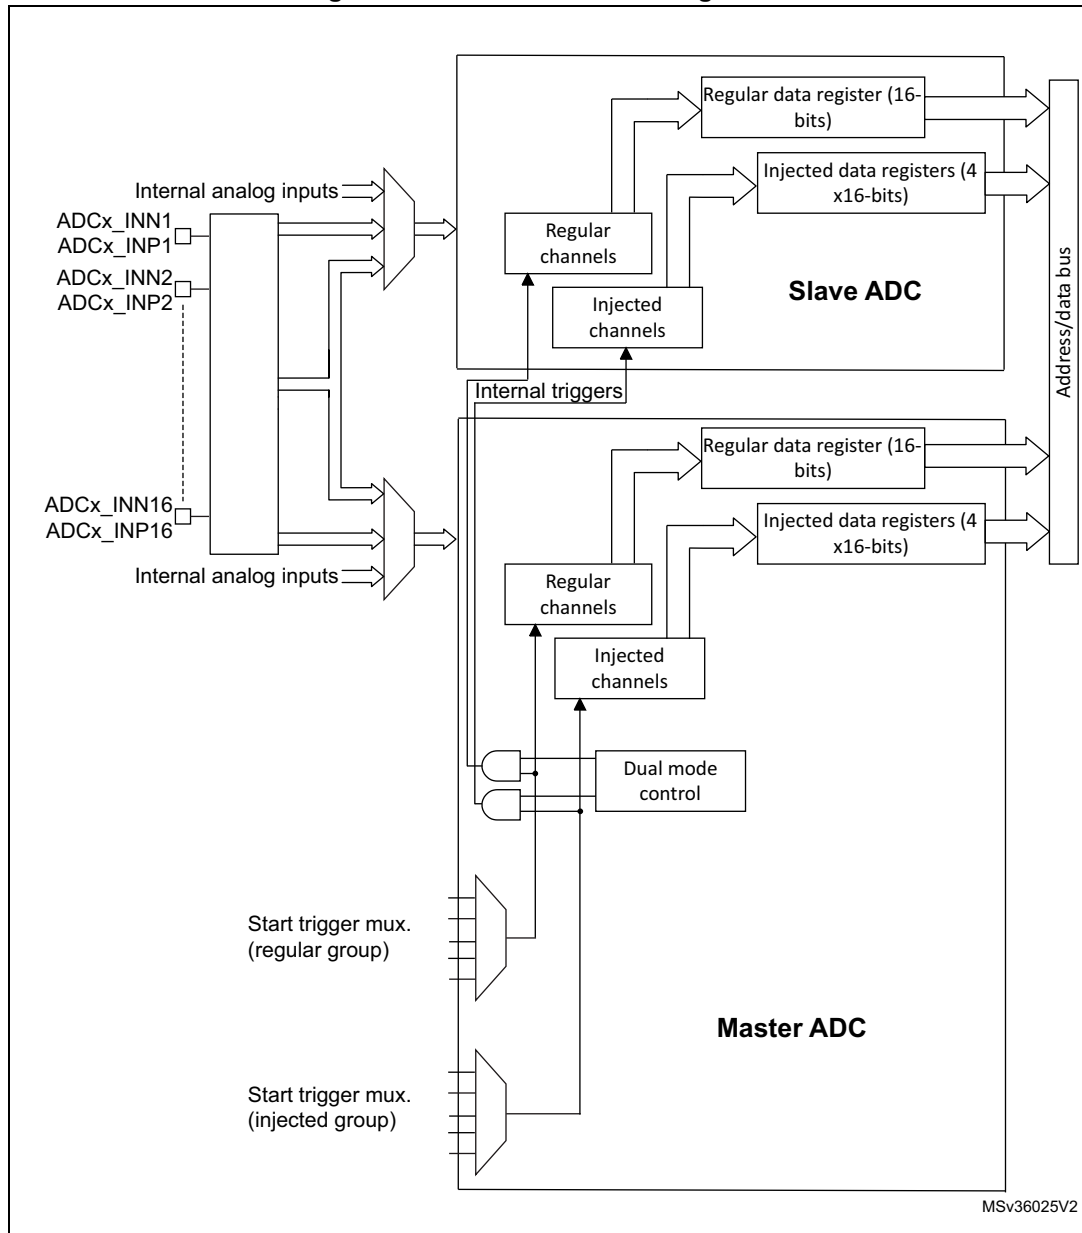 Regular data register (16-
bits)
Injected data registers (4
x16-bits)
Internal analog inputs
ADCx_INN1
ADCx_INP1
ADCx_INN2
ADCx_INP2
Regular
channels
Injected
channels
Slave ADC
Address/data bus
Internal triggers
Regular data register (16-
bits)
Injected data registers (4
x16-bits)
ADCx_INN16
ADCx_INP16
Internal analog inputs
Regular
channels
Injected
channels
Dual mode
control
Start trigger mux.
(regular group)
Master ADC
Start trigger mux.
(injected group)
MSv36025V2